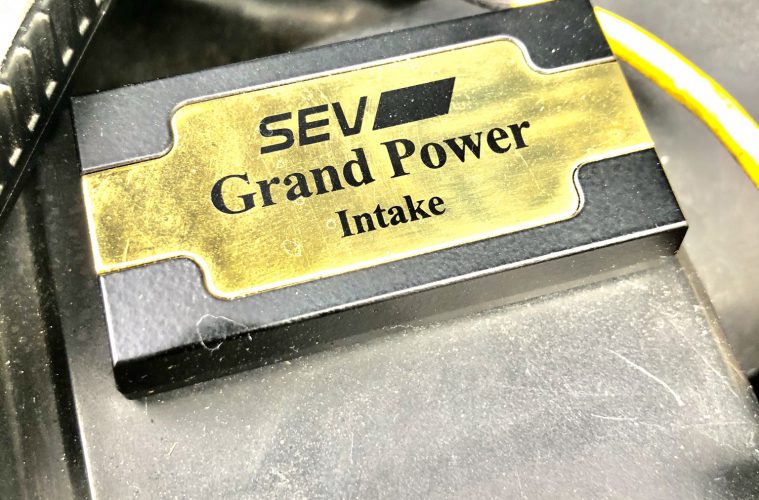 SEV
Grand Power
Intake